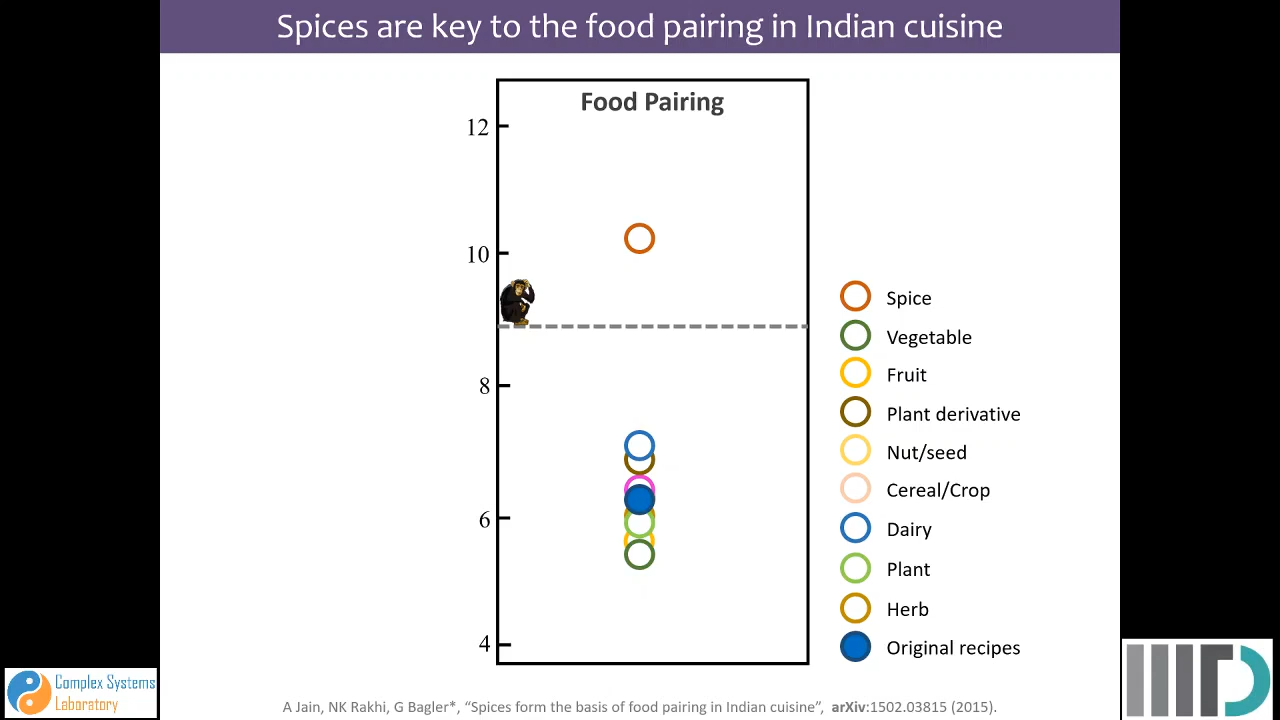 Spices are key to the food pairing in Indian cuisine
Food Pairing
12
10
8
6
4
Spice
Vegetable
Fruit
Plant derivative
Nut/seed
Cereal/Crop
Dairy
Plant
Herb
Original recipes
Complex Systems
Laboratory
A Jain, NK Rakhi, G Bagler*, “Spices form the basis of food pairing in Indian cuisine”, arXiv:1502.03815 (2015).
IIITD